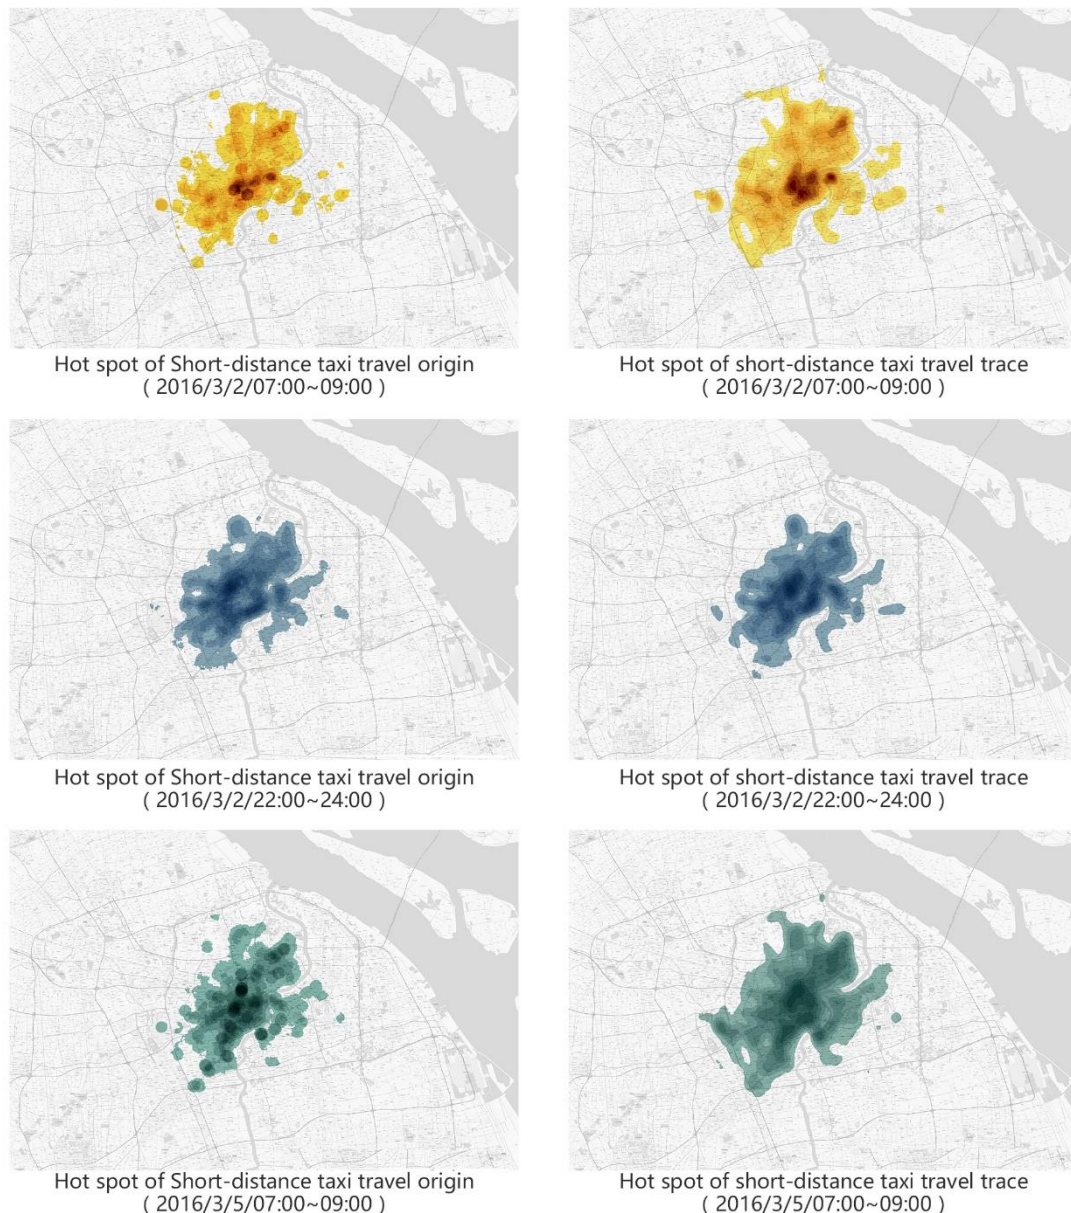 Hot spot of Short-distance taxi travel origin
( 2016/3/2/07:00~09:00 )
Hot spot of short-distance taxi travel trace
( 2016/3/2/07:00~09:00 )
Hot spot of Short-distance taxi travel origin
( 2016/3/2/22:00~24:00 )
Hot spot of short-distance taxi travel trace
( 2016/3/2/22:00~24:00 )
Hot spot of Short-distance taxi travel origin
( 2016/3/5/07:00~09:00 )
Hot spot of short-distance taxi travel trace
( 2016/3/5/07:00~09:00 )